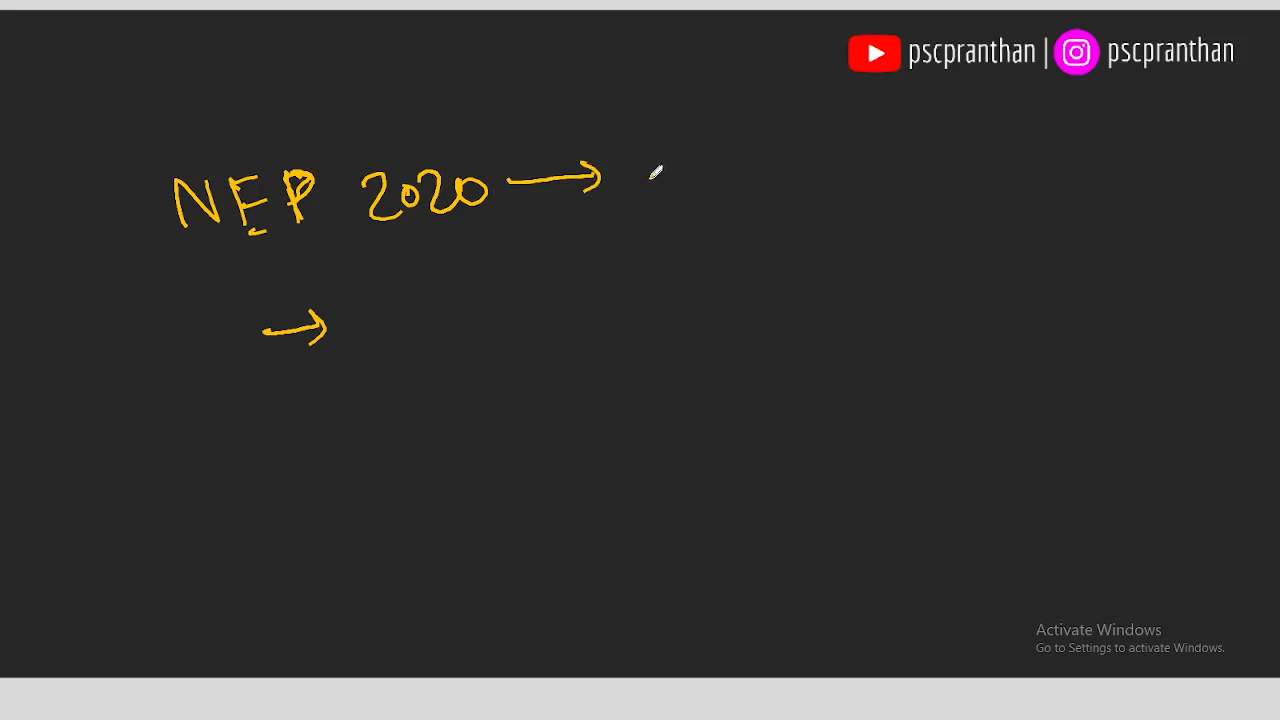 pscpranthan | pscpranthan
NEP 2020 →
→
Activate Windows
Go to Settings to activate Windows.